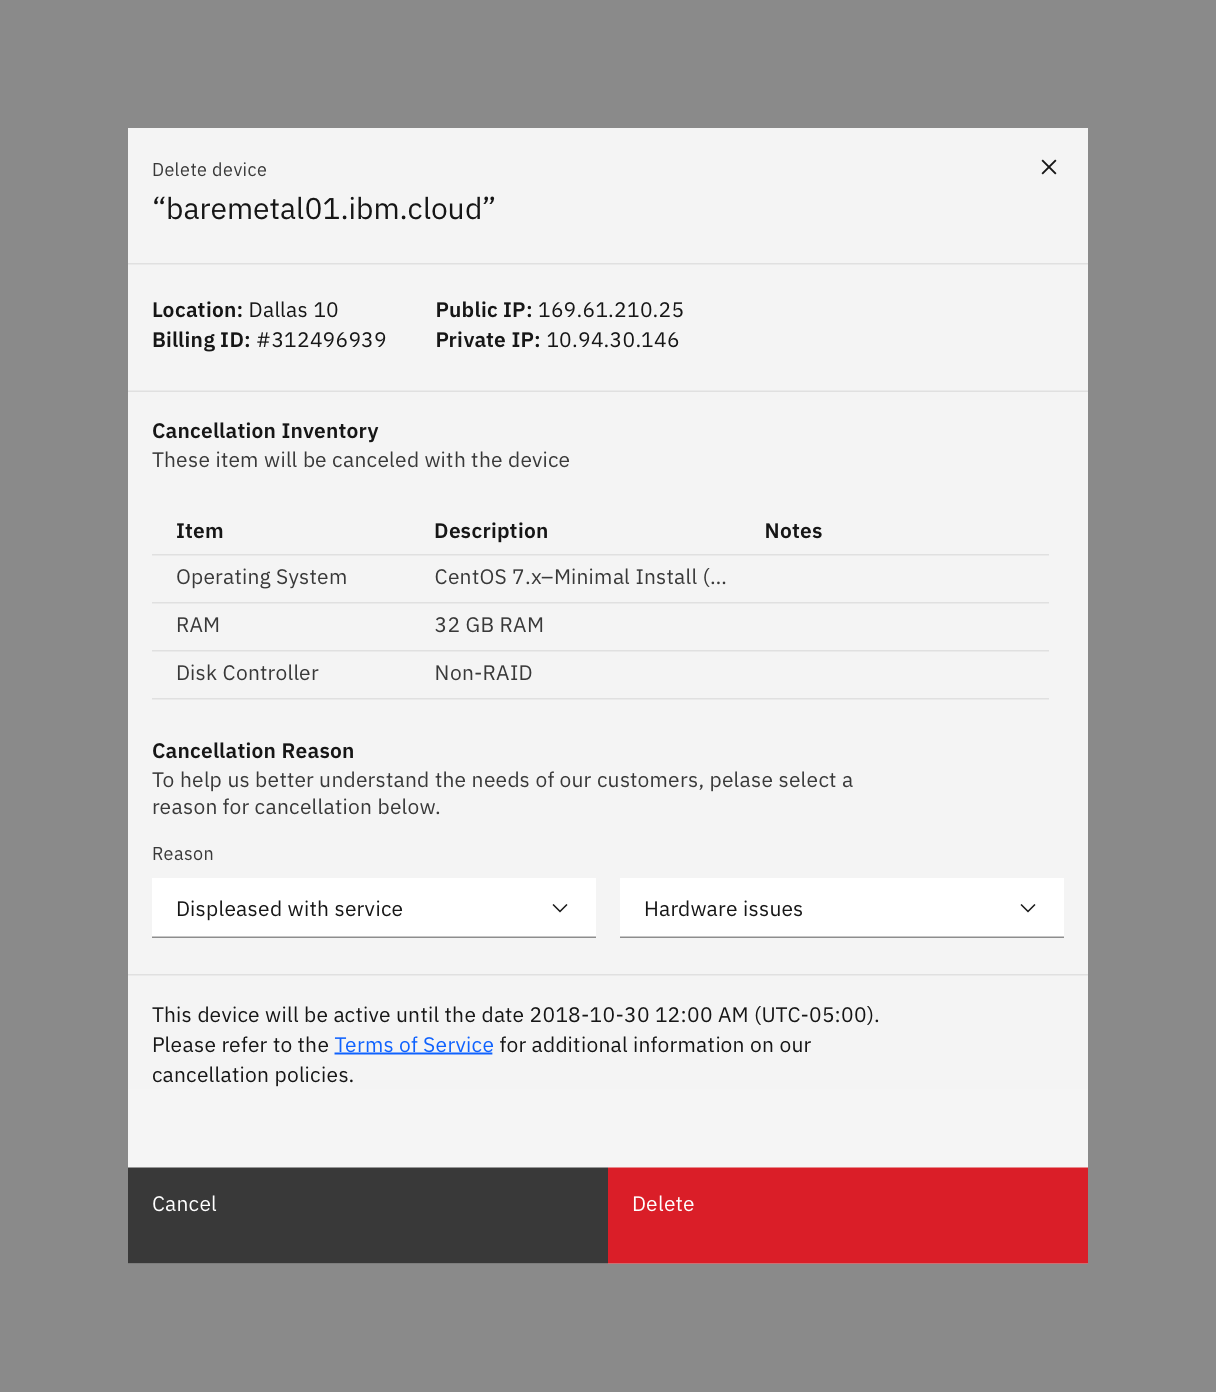 Delete device
“baremetal01.ibm.cloud”
Location: Dallas 10
Billing ID: #312496939
Public IP: 169.61.210.25
Private IP: 10.94.30.146
Cancellation Inventory
These item will be canceled with the device
Item Description Notes
Operating System CentOS 7.x–Minimal Install (...
RAM 32 GB RAM
Disk Controller Non-RAID
Cancellation Reason
To help us better understand the needs of our customers, pelase select a
reason for cancellation below.
Reason
Displeased with service Hardware issues
This device will be active until the date 2018-10-30 12:00 AM (UTC-05:00).
Please refer to the Terms of Service for additional information on our
cancellation policies.
Cancel Delete